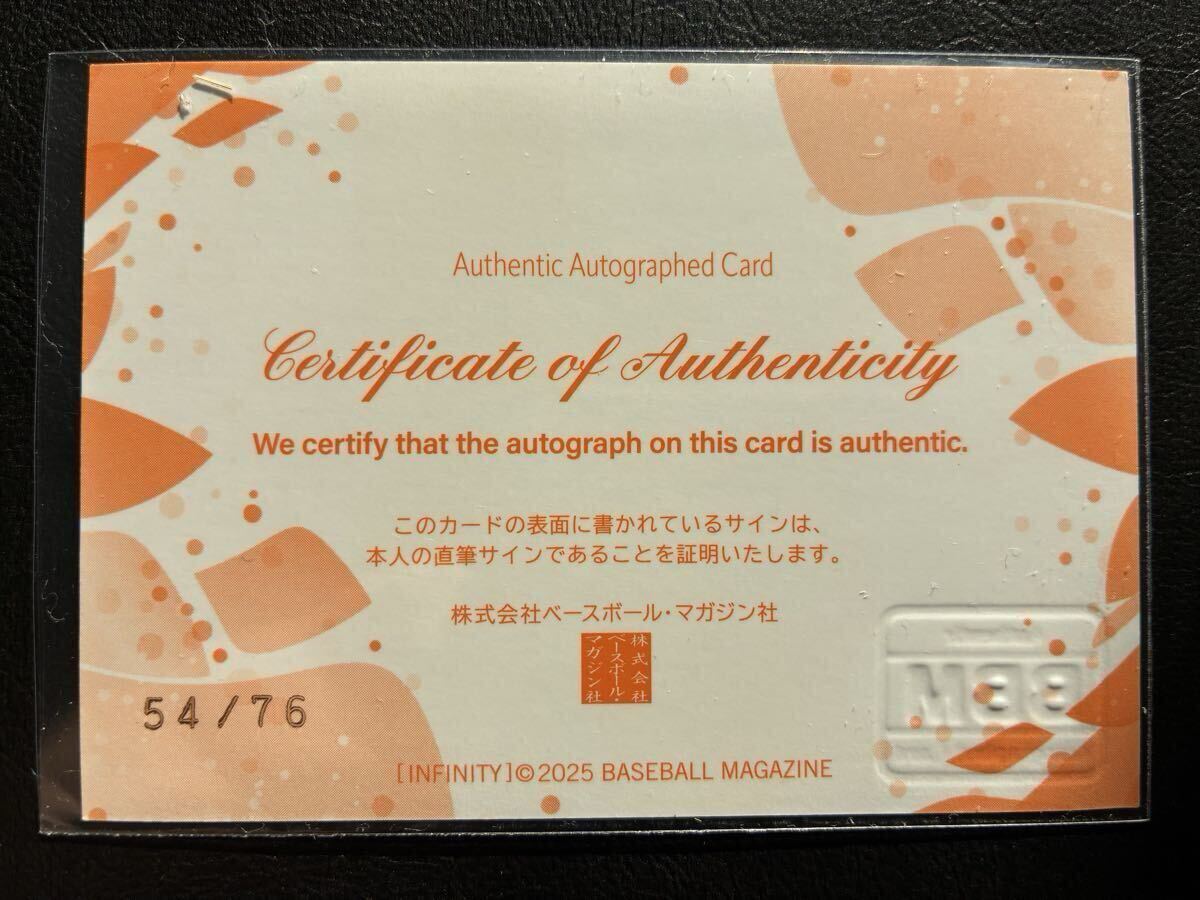 Authentic Autographed Card
Certificate of Authenticity
We certify that the autograph on this card is authentic.
このカードの表面に書かれているサインは、
本人の直筆サインであることを証明いたします。
株式会社ベースボール・マガジン社
株式会社
ベースボール・
マガジン社
54/76
BBM
[INFINITY]©2025 BASEBALL MAGAZINE